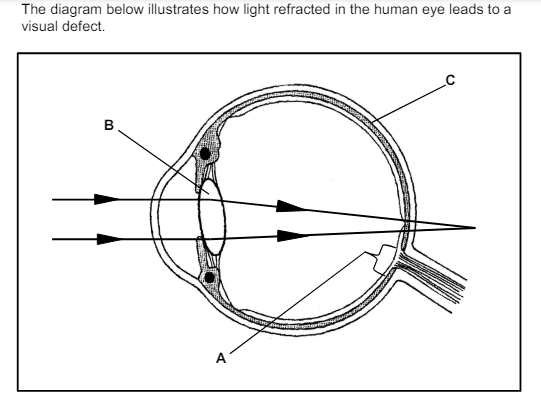 The diagram below illustrates how light refracted in the human eye leads to a
visual defect.
C
B
A